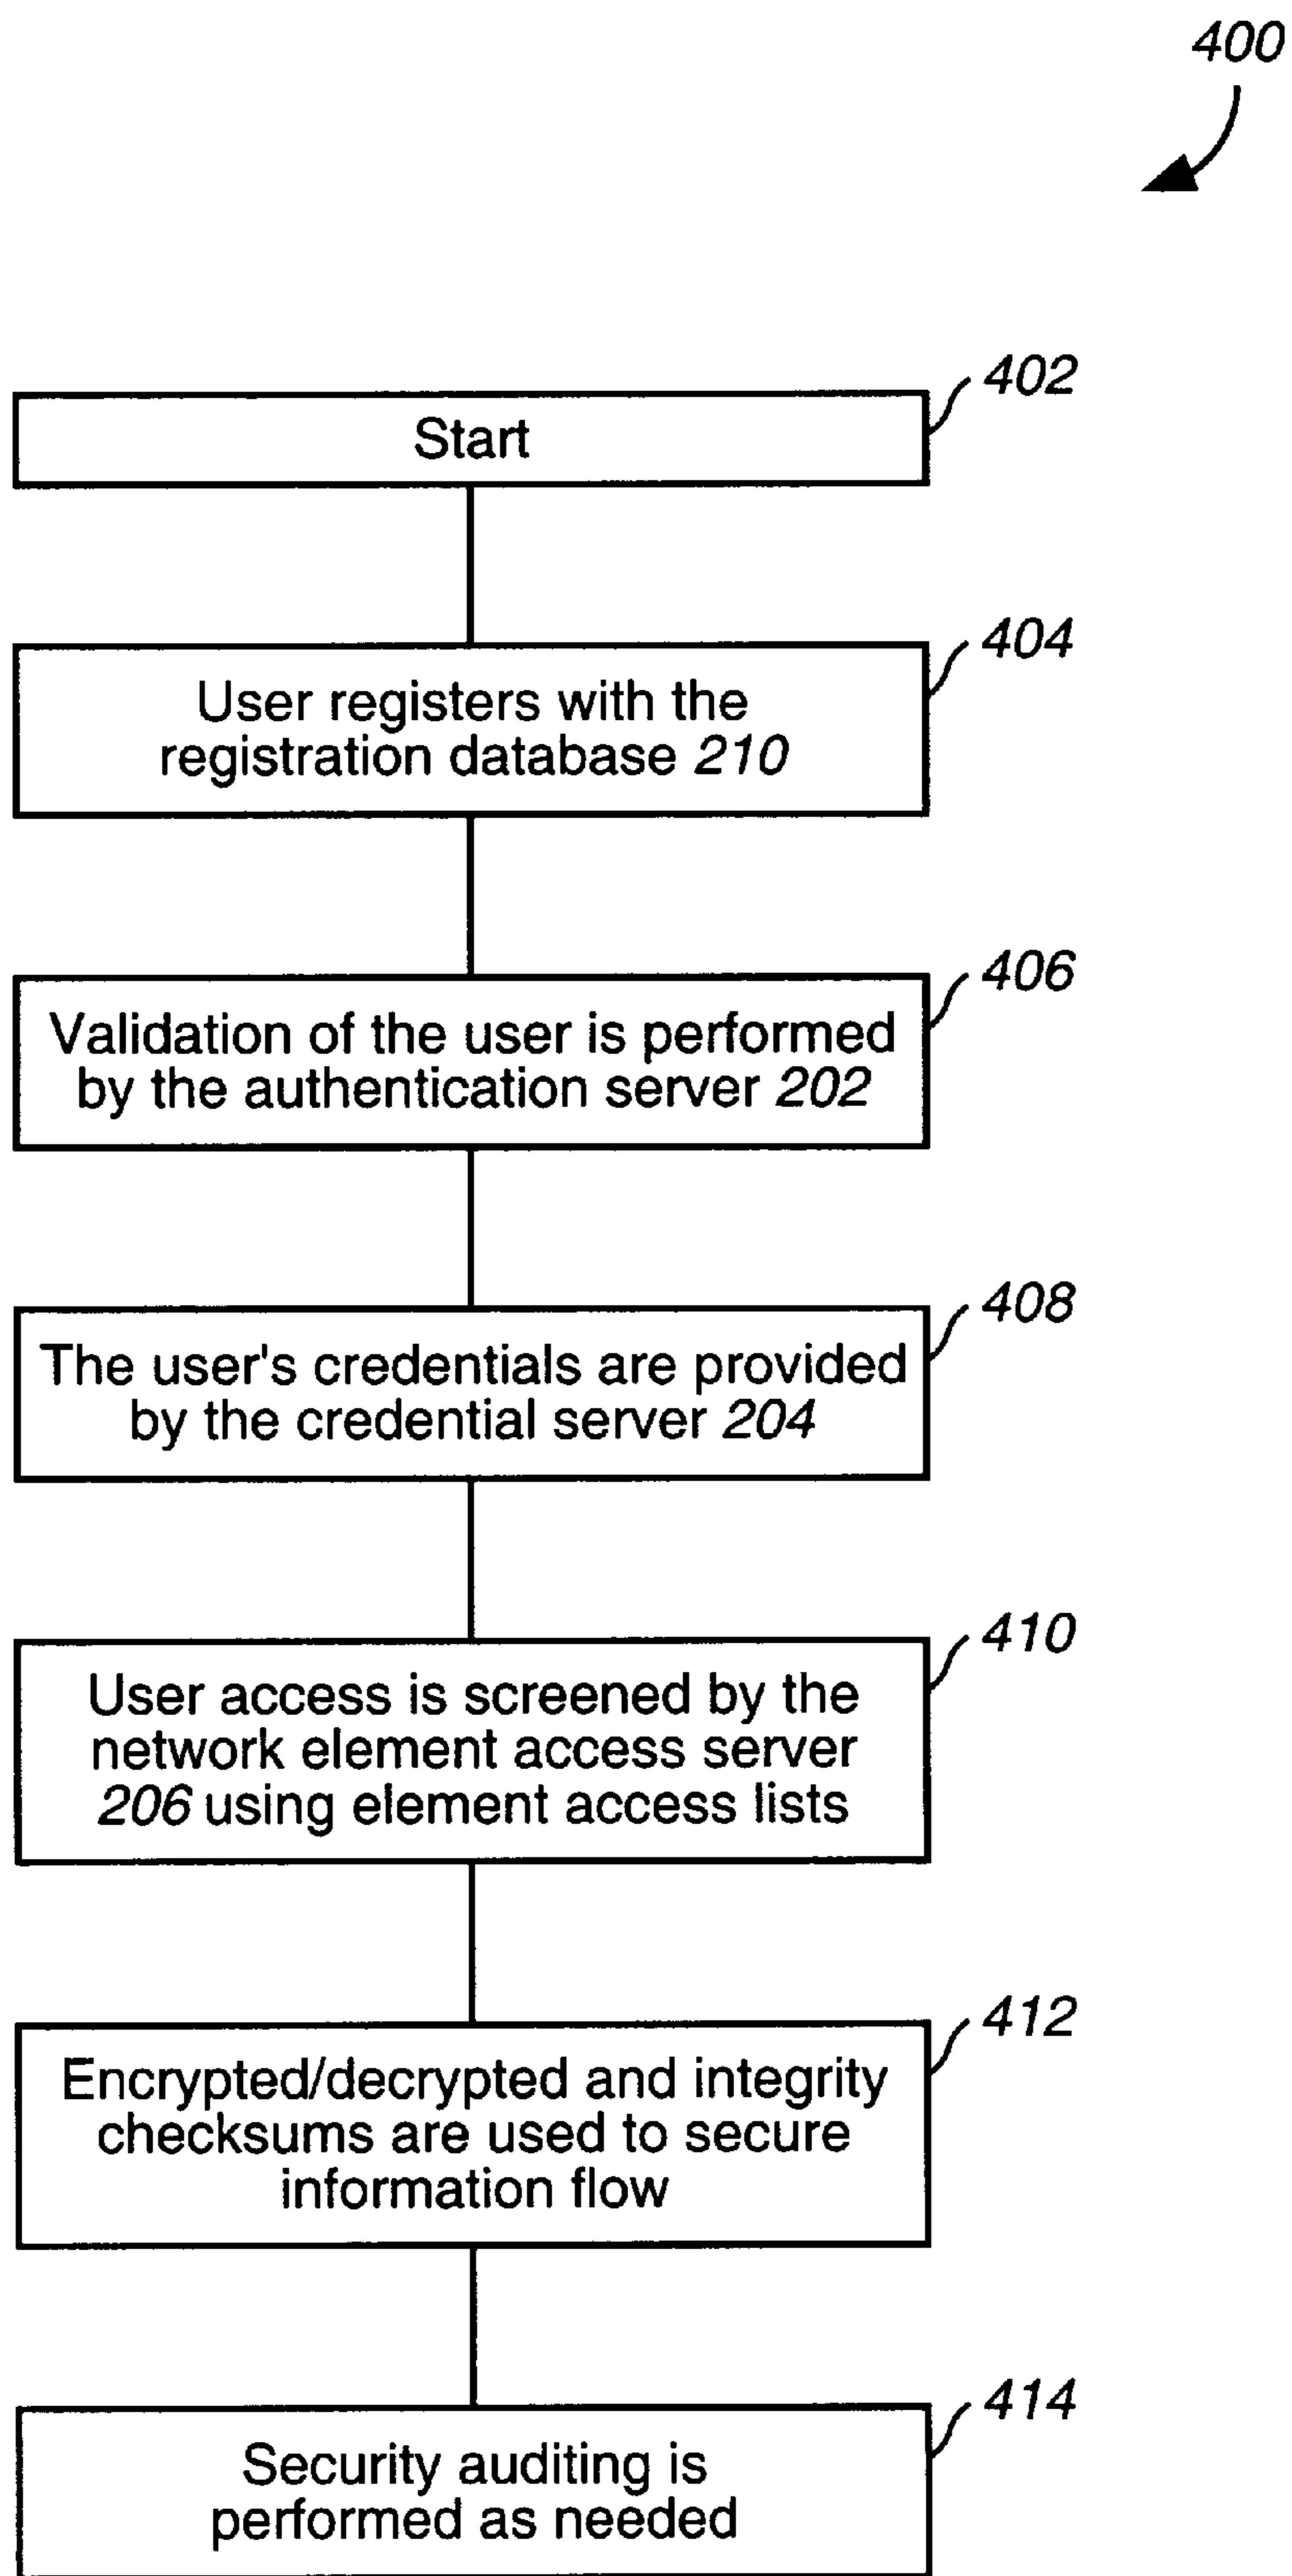 400
402
Start
404
User registers with the
registration database 210
406
Validation of the user is performed
by the authentication server 202
408
The user's credentials are provided
by the credential server 204
410
User access is screened by the
network element access server
206 using element access lists
412
Encrypted/decrypted and integrity
checksums are used to secure
information flow
414
Security auditing is
performed as needed